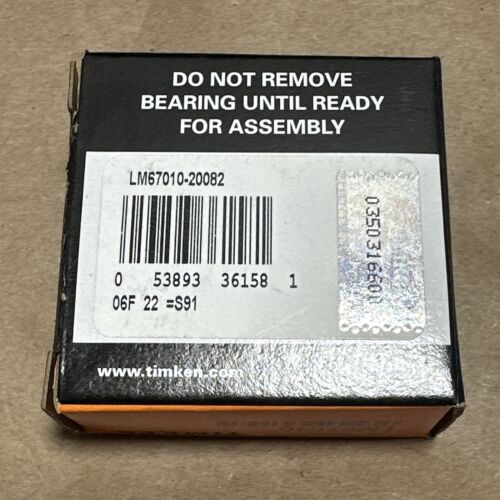 DO NOT REMOVE
BEARING UNTIL READY
FOR ASSEMBLY
LM67010-20082
0 53893 36158 1
06F 22 =S91
www.timken.com